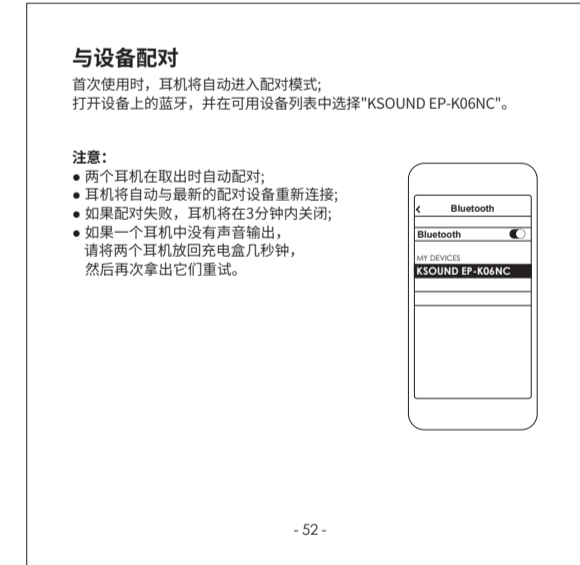 与设备配对
首次使用时，耳机将自动进入配对模式;
打开设备上的蓝牙，并在可用设备列表中选择"KSOUND EP-K06NC"。
注意：
● 两个耳机在取出时自动配对;
● 耳机将自动与最新的配对设备重新连接;
● 如果配对失败，耳机将在3分钟内关闭;
● 如果一个耳机中没有声音输出，
请将两个耳机放回充电盒几秒钟，
然后再次拿出它们重试。
< Bluetooth
Bluetooth
MY DEVICES
KSOUND EP-K06NC
- 52 -